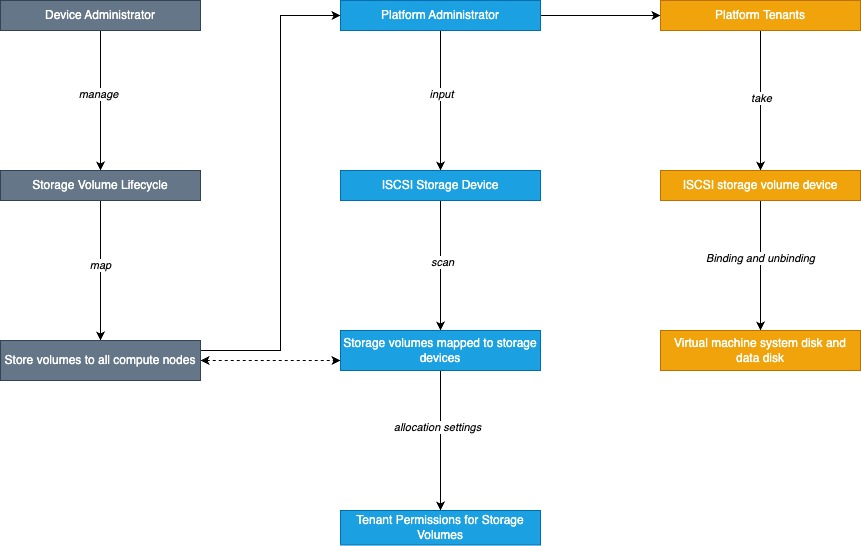 Device Administrator
manage
Storage Volume Lifecycle
map
Store volumes to all compute nodes
Platform Administrator
input
ISCSI Storage Device
scan
Storage volumes mapped to storage
devices
allocation settings
Tenant Permissions for Storage
Volumes
Platform Tenants
take
ISCSI storage volume device
Binding and unbinding
Virtual machine system disk and
data disk